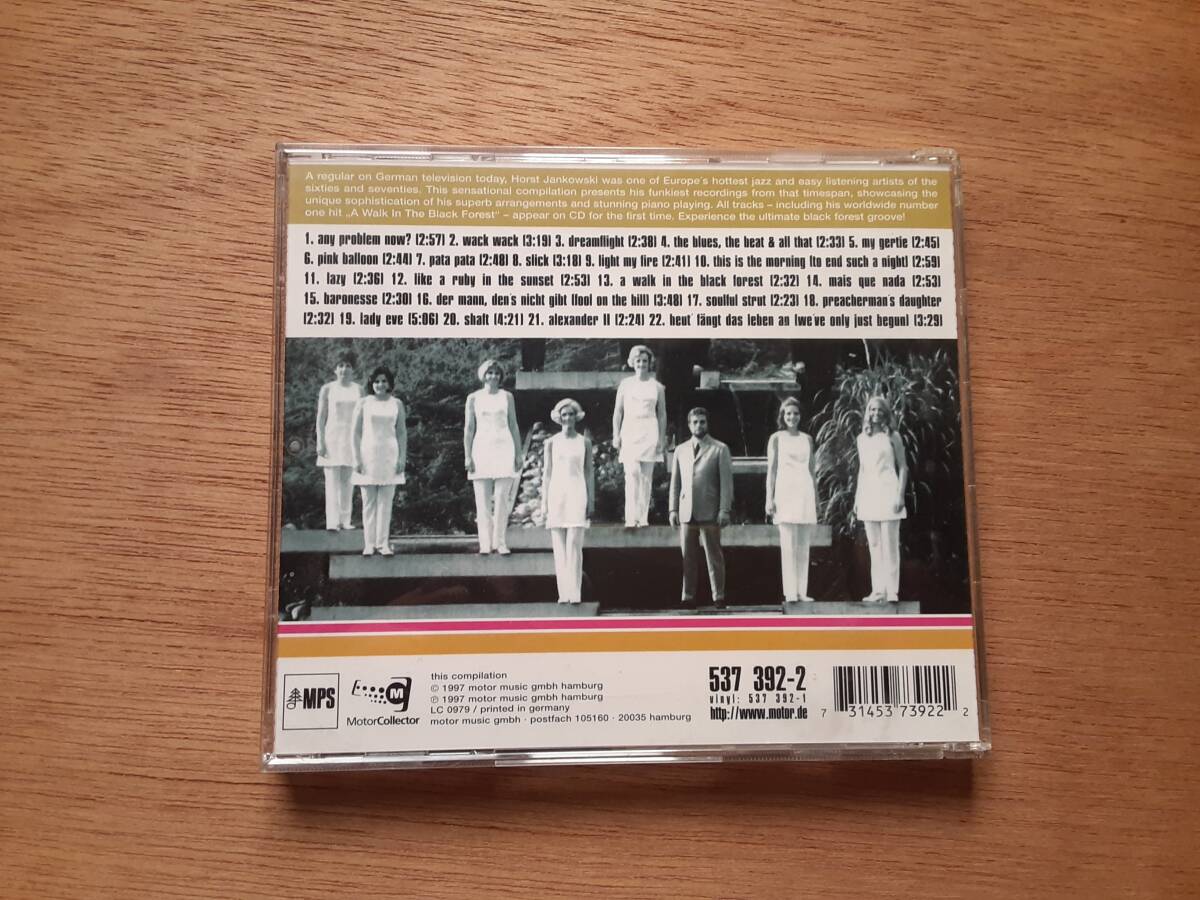 A regular on German television today, Horst Jankowski was one of Europe´s hottest jazz and easy listening artists of the
sixties and seventies. This sensational compilation presents his funkiest recordings from that timespan, showcasing the
unique sophistication of his superb arrangements and stunning piano playing. All tracks – including his worldwide number
one hit „A Walk In The Black Forest“ – appear on CD for the first time. Experience the ultimate black forest groove!
1. any problem now? (2:57) 2. wack wack (3:19) 3. dreamflight (2:38) 4. the blues, the beat & all that (2:33) 5. my gertie (2:45)
6. pink balloon (2:44) 7. pata pata (2:48) 8. slick (3:18) 9. light my fire (2:41) 10. this is the morning (to end such a night) (2:59)
11. lazy (2:36) 12. like a ruby in the sunset (2:53) 13. a walk in the black forest (2:32) 14. mais que nada (2:53)
15. baronesse (2:30) 16. der mann, den´s nicht gibt (fool on the hill) (3:48) 17. soulful strut (2:23) 18. preacherman´s daughter
(2:32) 19. lady eve (5:06) 20. shaft (4:21) 21. alexander II (2:24) 22. heut´ fängt das leben an (we´ve only just begun) (3:29)
MPS
M
MotorCollector
this compilation
© 1997 motor music gmbh hamburg
℗ 1997 motor music gmbh hamburg
LC 0979 / printed in germany
motor music gmbh · postfach 105160 · 20035 hamburg
537 392-2
vinyl: 537 392-1
http://www.motor.de
7 31453 73922 2